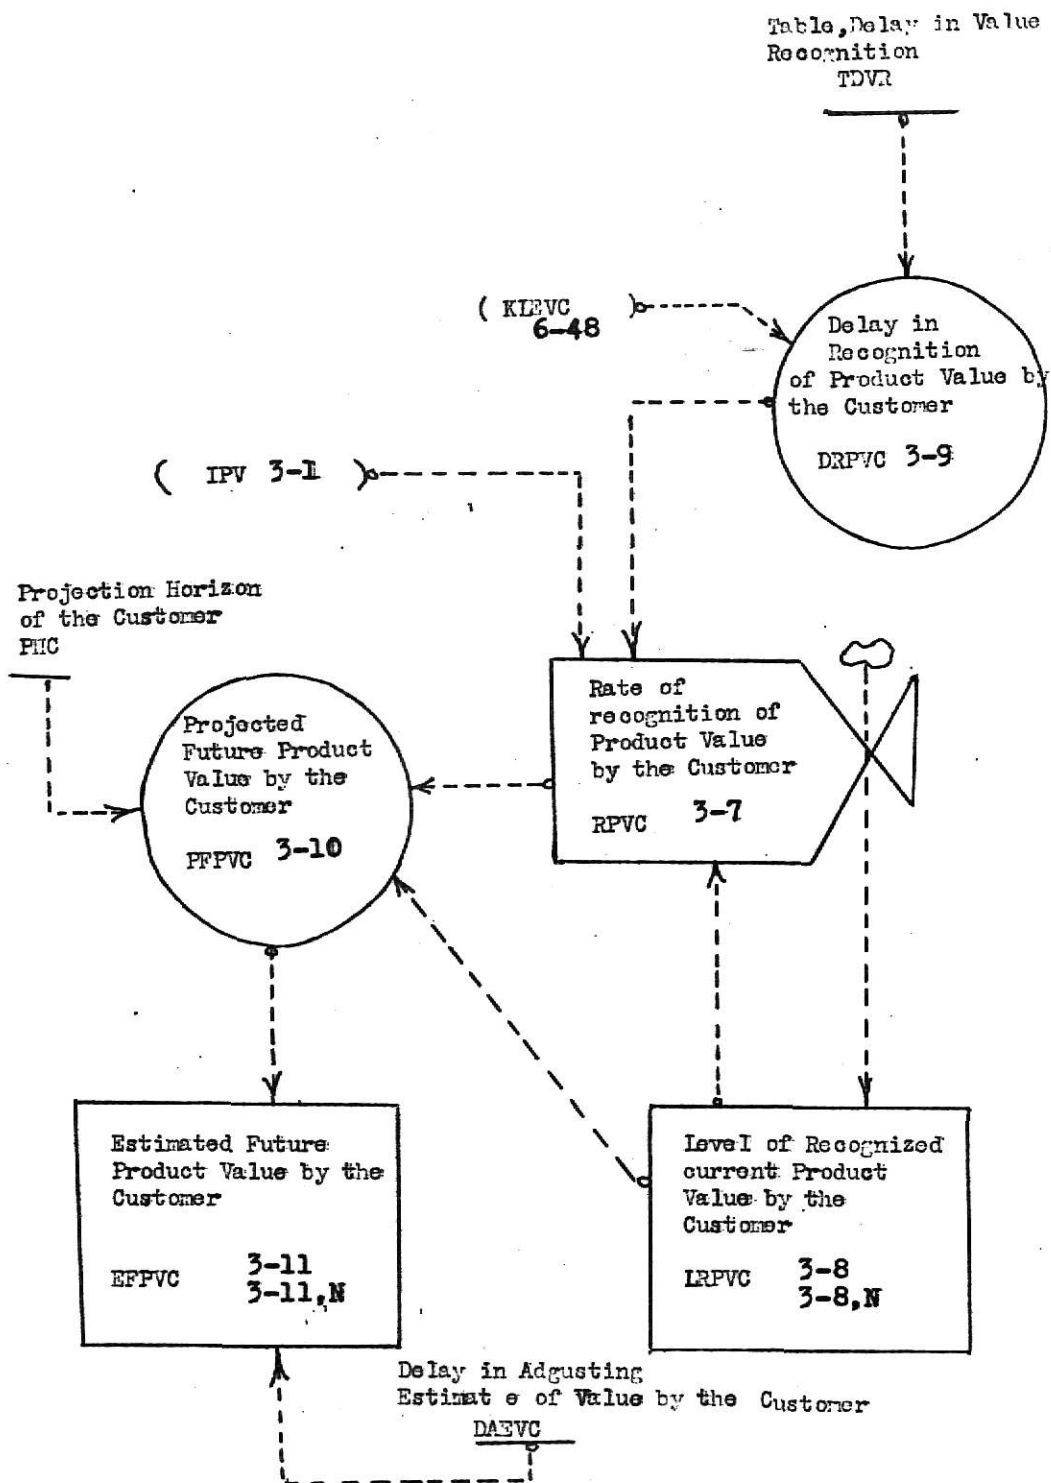 Table,Delay in Value
Recognition
TDVR
( KLEVC )
6-48
Delay in
Recognition
of Product Value by
the Customer
DRPVC 3-9
( IPV 3-1 )
Projection Horizon
of the Customer
PHC
Rate of
recognition of
Product Value
by the Customer
RPVC 3-7
Projected
Future Product
Value by the
Customer
PFPVC 3-10
Estimated Future
Product Value by the
Customer
EFPVC 3-11
3-11,N
Level of Recognized
current Product
Value by the
Customer
LRPVC 3-8
3-8,N
Delay in Adgusting
Estimat e of Value by the Customer
DAEVC